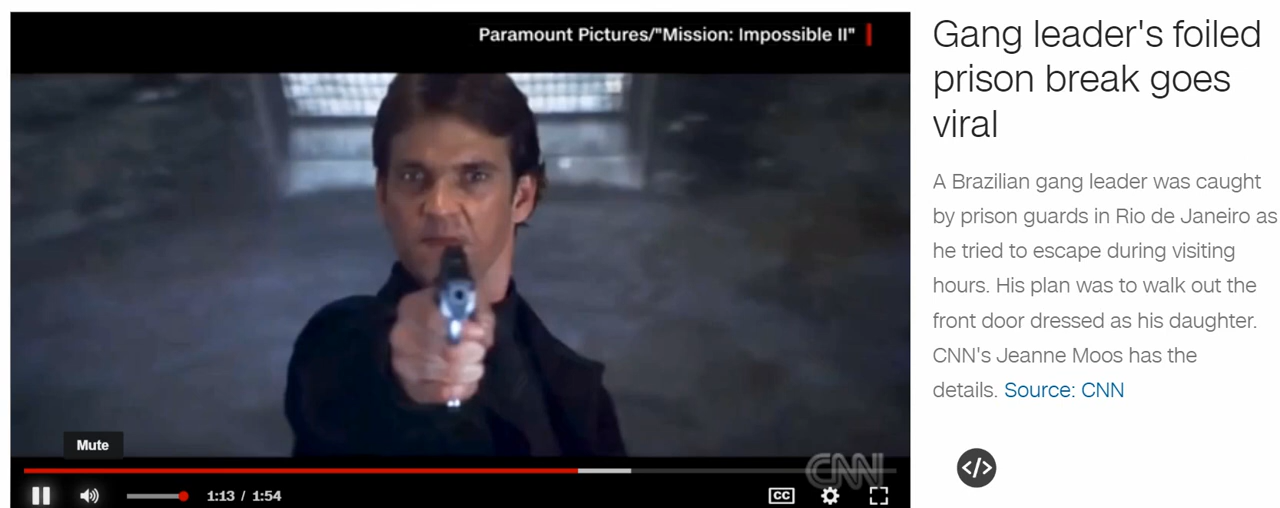 Paramount Pictures/"Mission: Impossible II"
Gang leader's foiled
prison break goes
viral
A Brazilian gang leader was caught
by prison guards in Rio de Janeiro as
he tried to escape during visiting
hours. His plan was to walk out the
front door dressed as his daughter.
CNN's Jeanne Moos has the
details. Source: CNN
Mute
CNN
1:13 / 1:54
CC
</>